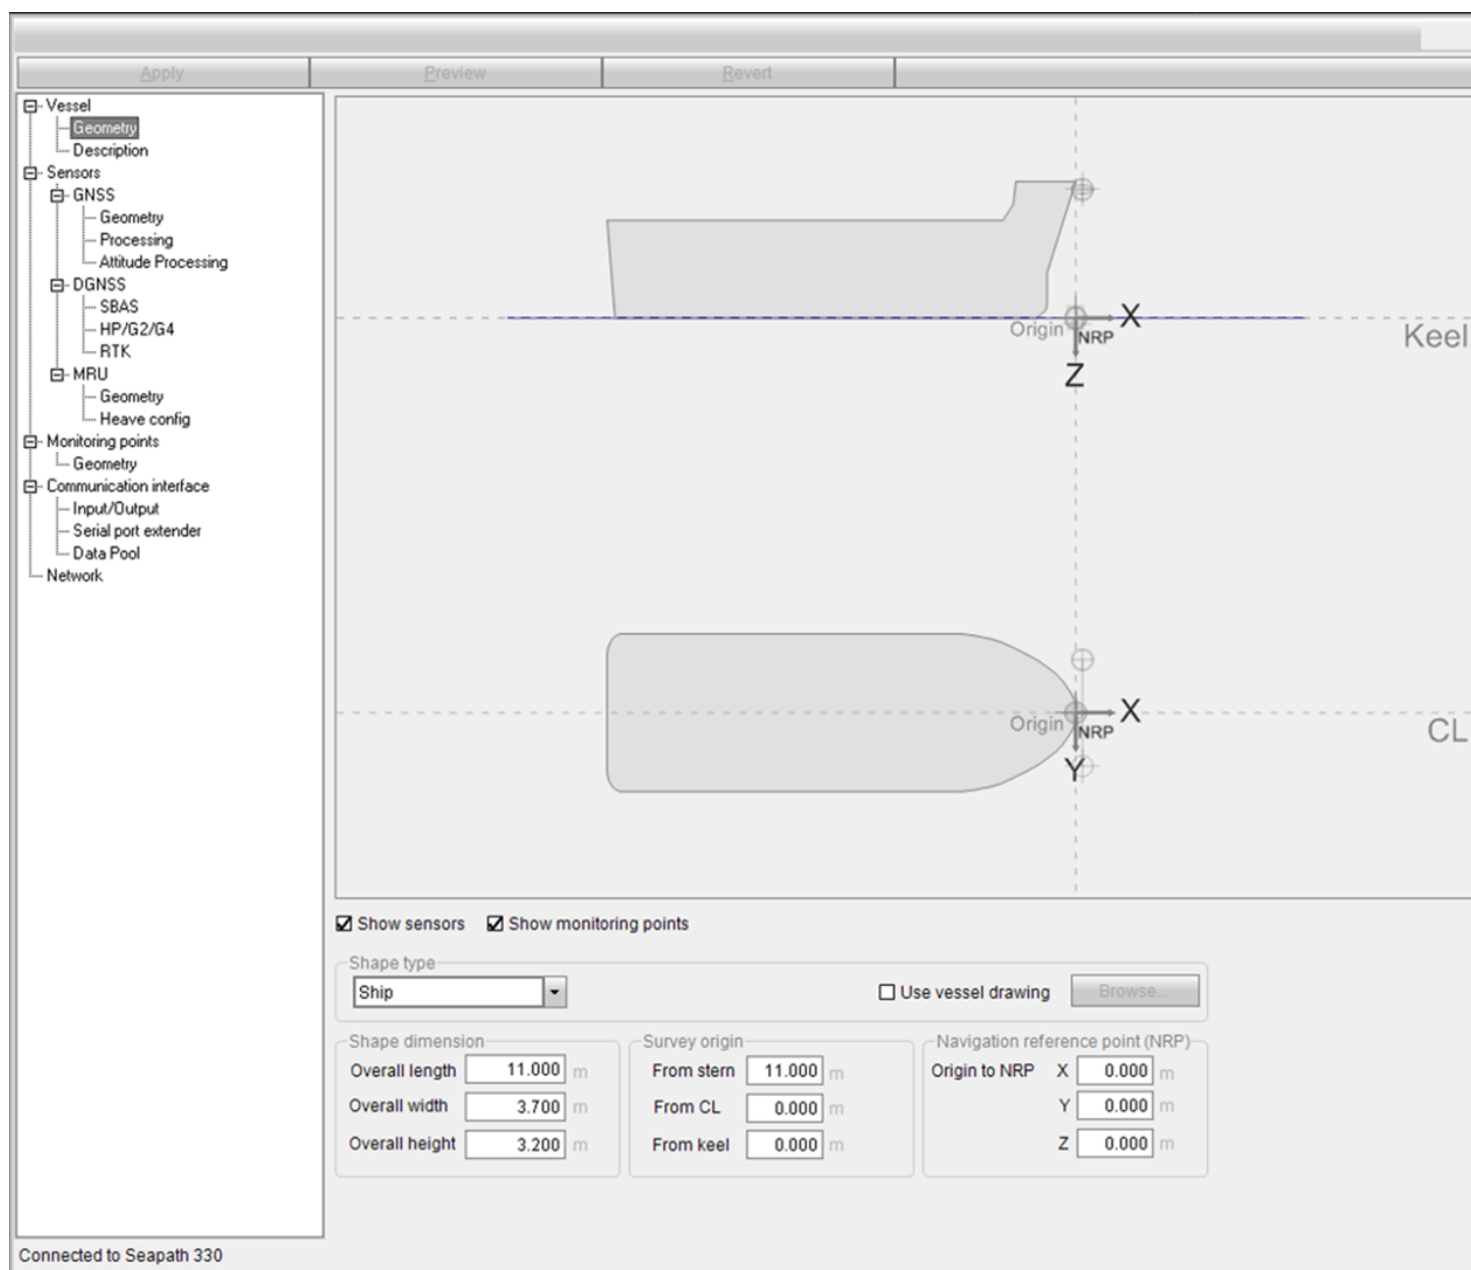 Apply Preview Revert
Vessel
Geometry
Description
Sensors
GNSS
Geometry
Processing
Attitude Processing
DGNSS
SBAS
HP/G2/G4
RTK
MRU
Geometry
Heave config
Monitoring points
Geometry
Communication interface
Input/Output
Serial port extender
Data Pool
Network
X
Origin
NRP
Keel
Z
X
Origin
NRP
CL
Y
Show sensors Show monitoring points
Shape type
Ship Use vessel drawing Browse...
Shape dimension
Overall length 11.000 m
Overall width 3.700 m
Overall height 3.200 m
Survey origin
From stern 11.000 m
From CL 0.000 m
From keel 0.000 m
Navigation reference point (NRP)
Origin to NRP X 0.000 m
Y 0.000 m
Z 0.000 m
Connected to Seapath 330